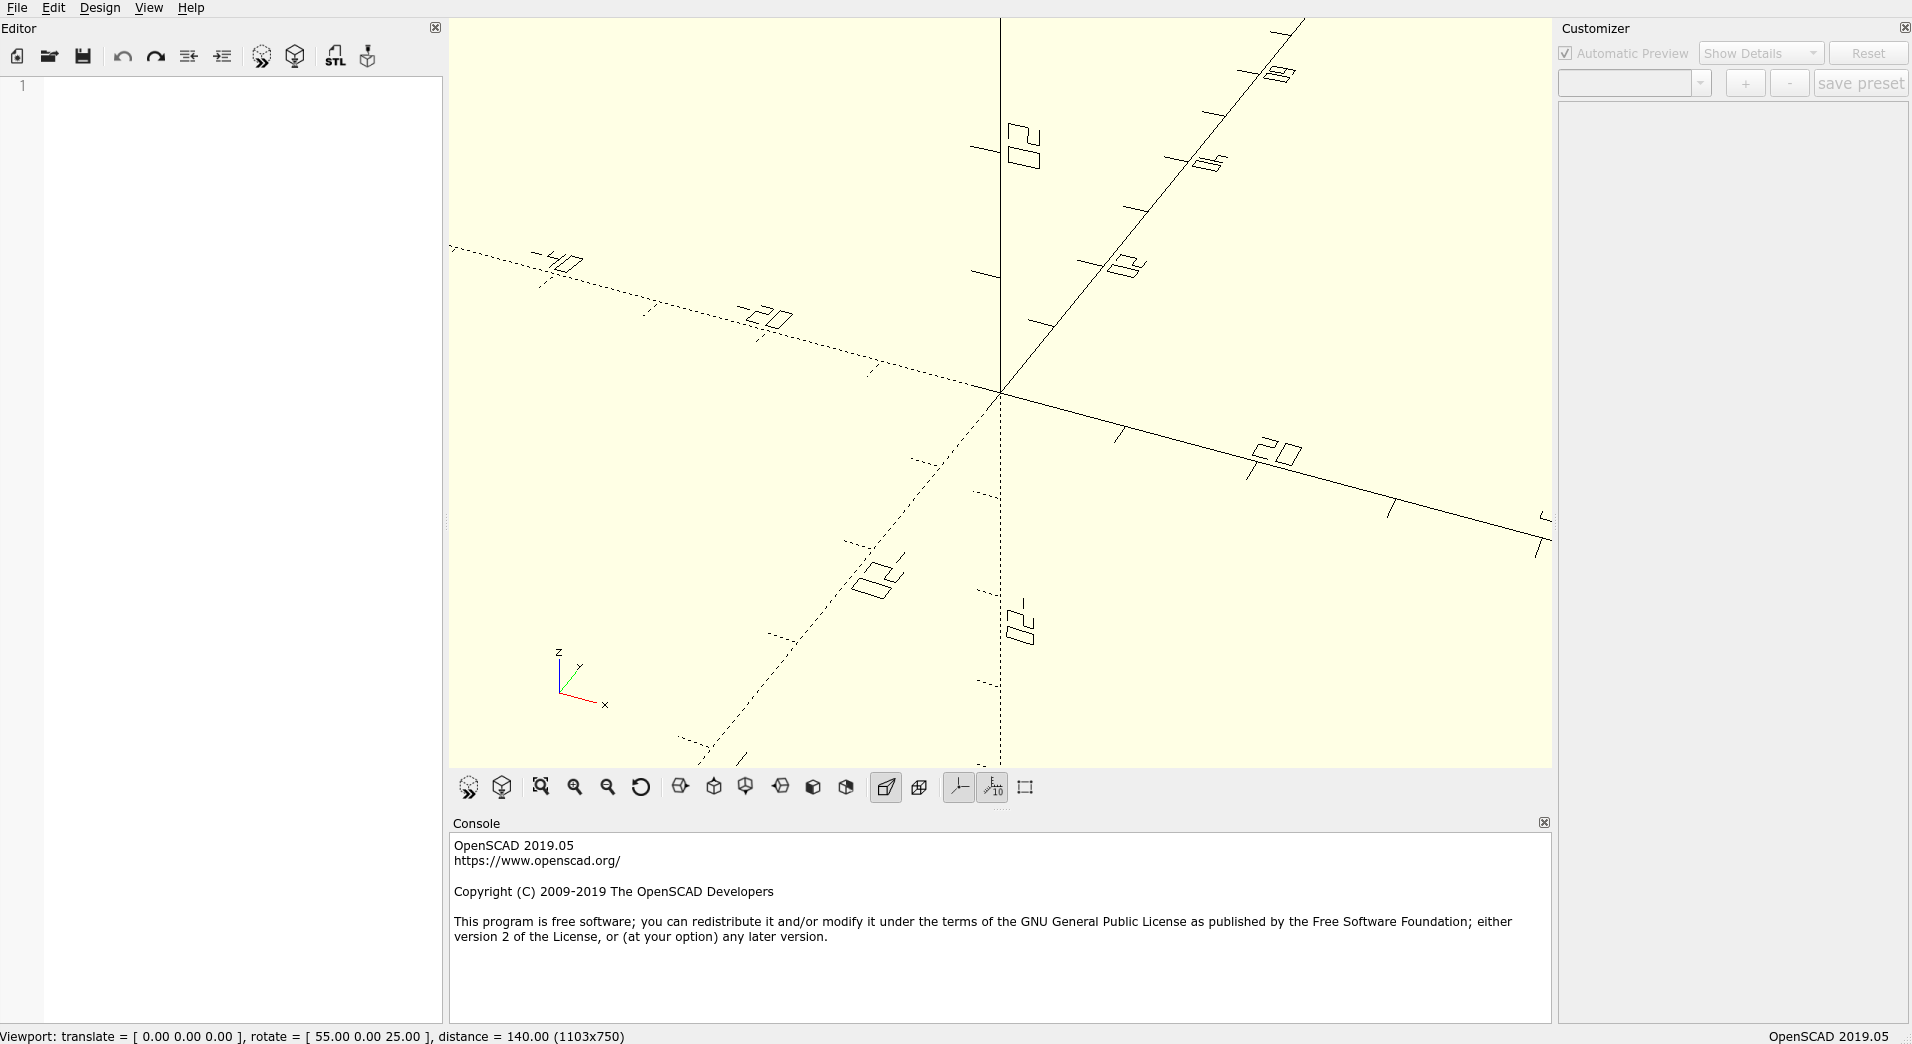 File Edit Design View Help
Editor
STL
1
-40
-20
20
20
40
60
20
-20
-20
Z
Y
X
10
Console
OpenSCAD 2019.05
https://www.openscad.org/
Copyright (C) 2009-2019 The OpenSCAD Developers
This program is free software; you can redistribute it and/or modify it under the terms of the GNU General Public License as published by the Free Software Foundation; either
version 2 of the License, or (at your option) any later version.
Customizer
Automatic Preview Show Details Reset
+ - save preset
Viewport: translate = [ 0.00 0.00 0.00 ], rotate = [ 55.00 0.00 25.00 ], distance = 140.00 (1103x750)
OpenSCAD 2019.05